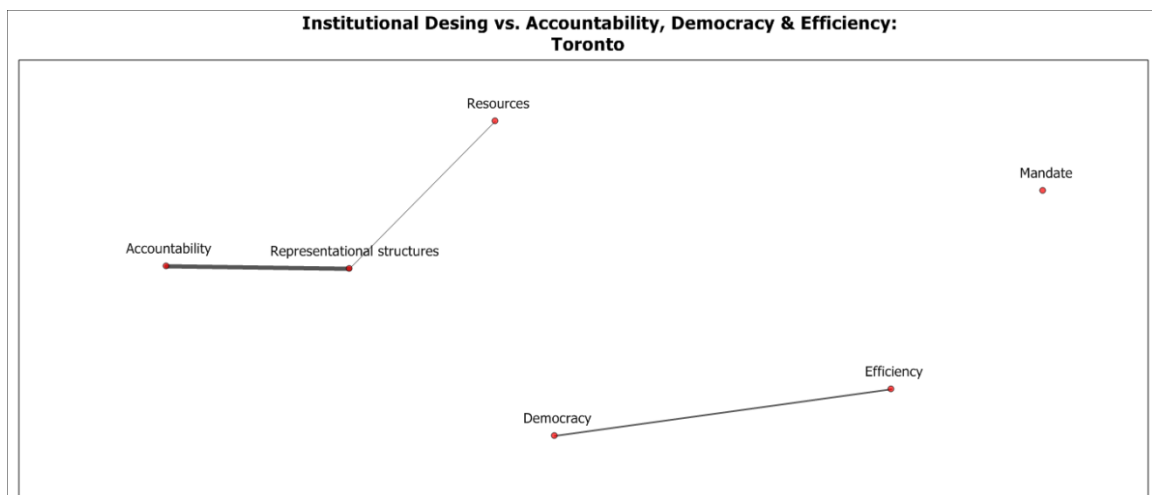 Institutional Desing vs. Accountability, Democracy & Efficiency:
Toronto
Resources
Mandate
Accountability
Representational structures
Efficiency
Democracy